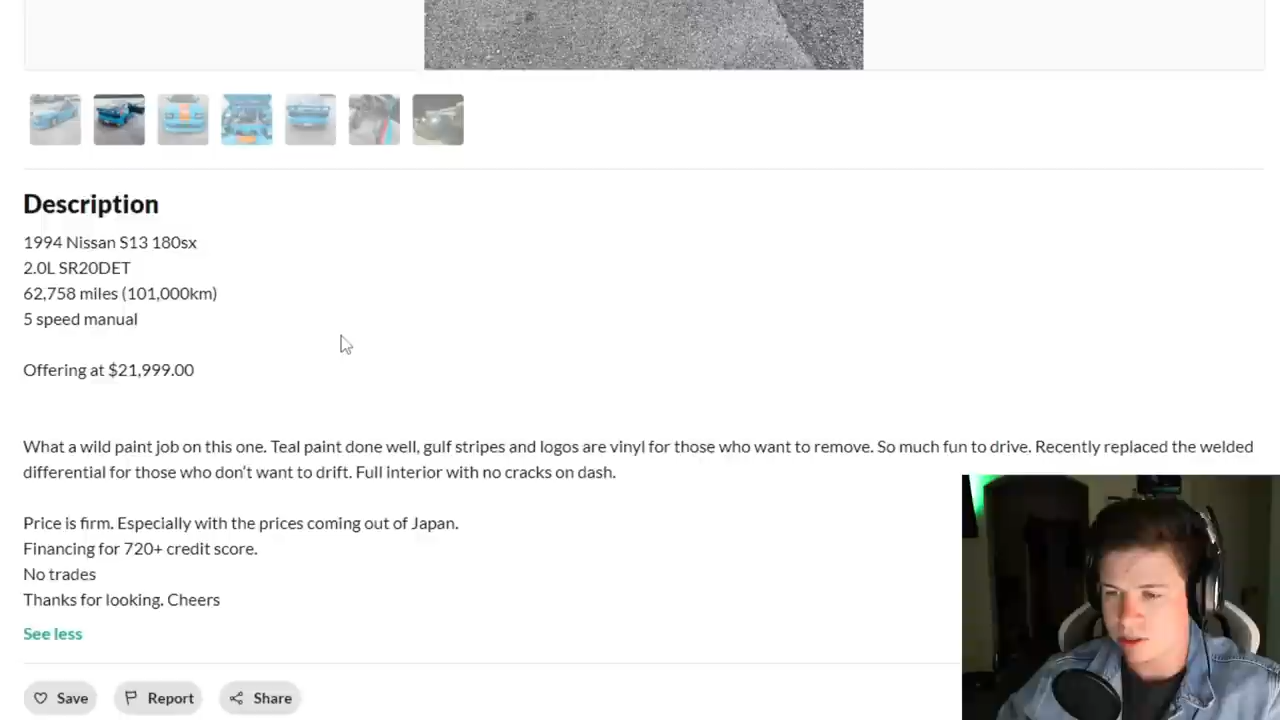 Description
1994 Nissan S13 180sx
2.0L SR20DET
62,758 miles (101,000km)
5 speed manual
Offering at $21,999.00
What a wild paint job on this one. Teal paint done well, gulf stripes and logos are vinyl for those who want to remove. So much fun to drive. Recently replaced the welded
differential for those who don't want to drift. Full interior with no cracks on dash.
Price is firm. Especially with the prices coming out of Japan.
Financing for 720+ credit score.
No trades
Thanks for looking. Cheers
See less
Save Report Share